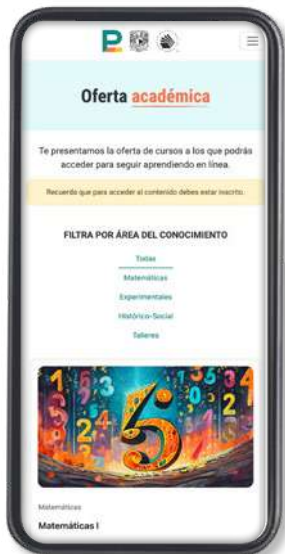 Oferta académica
Te presentamos la oferta de cursos a los que podrás
acceder para seguir aprendiendo en línea.
Recuerda que para acceder al contenido debes estar inscrito.
FILTRA POR ÁREA DEL CONOCIMIENTO
Todas
Matemáticas
Experimentales
Histórico-Social
Talleres
Matemáticas
Matemáticas I